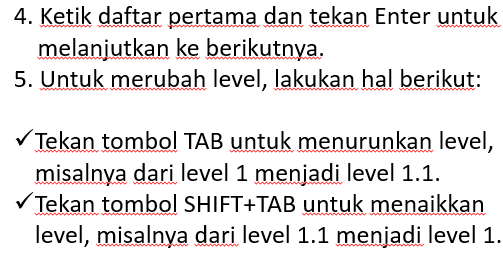 4. Ketik daftar pertama dan tekan Enter untuk
melanjutkan ke berikutnya.
5. Untuk merubah level, lakukan hal berikut:
✓Tekan tombol TAB untuk menurunkan level,
misalnya dari level 1 menjadi level 1.1.
✓Tekan tombol SHIFT+TAB untuk menaikkan
level, misalnya dari level 1.1 menjadi level 1.